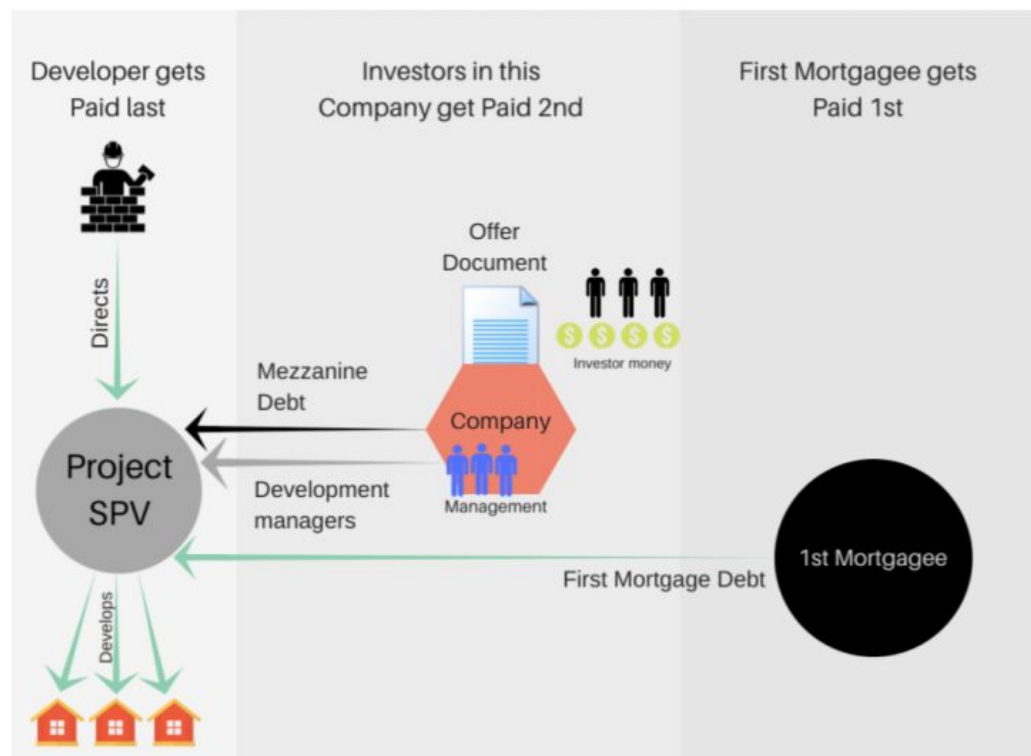 Developer gets
Paid last
Investors in this
Company get Paid 2nd
First Mortgagee gets
Paid 1st
Offer
Document
Directs
$ $ $ $
Investor money
Mezzanine
Debt
Company
Project
SPV
Development
managers
Management
1st Mortgagee
First Mortgage Debt
Develops